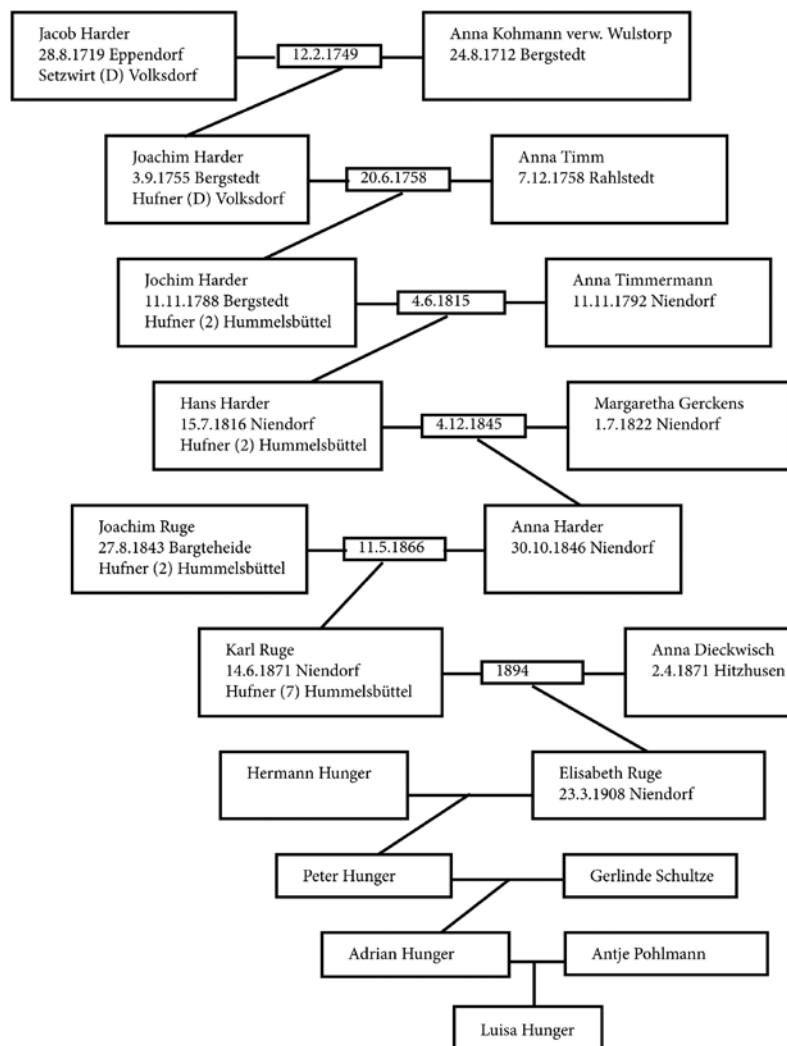 Jacob Harder
28.8.1719 Eppendorf
Setzwirt (D) Volksdorf
12.2.1749
Anna Kohmann verw. Wulstorp
24.8.1712 Bergstedt
Joachim Harder
3.9.1755 Bergstedt
Hufner (D) Volksdorf
20.6.1758
Anna Timm
7.12.1758 Rahlstedt
Jochim Harder
11.11.1788 Bergstedt
Hufner (2) Hummelsbüttel
4.6.1815
Anna Timmermann
11.11.1792 Niendorf
Hans Harder
15.7.1816 Niendorf
Hufner (2) Hummelsbüttel
4.12.1845
Margaretha Gerckens
1.7.1822 Niendorf
Joachim Ruge
27.8.1843 Bargteheide
Hufner (2) Hummelsbüttel
11.5.1866
Anna Harder
30.10.1846 Niendorf
Karl Ruge
14.6.1871 Niendorf
Hufner (7) Hummelsbüttel
1894
Anna Dieckwisch
2.4.1871 Hitzhusen
Hermann Hunger
Elisabeth Ruge
23.3.1908 Niendorf
Peter Hunger
Gerlinde Schultze
Adrian Hunger
Antje Pohlmann
Luisa Hunger